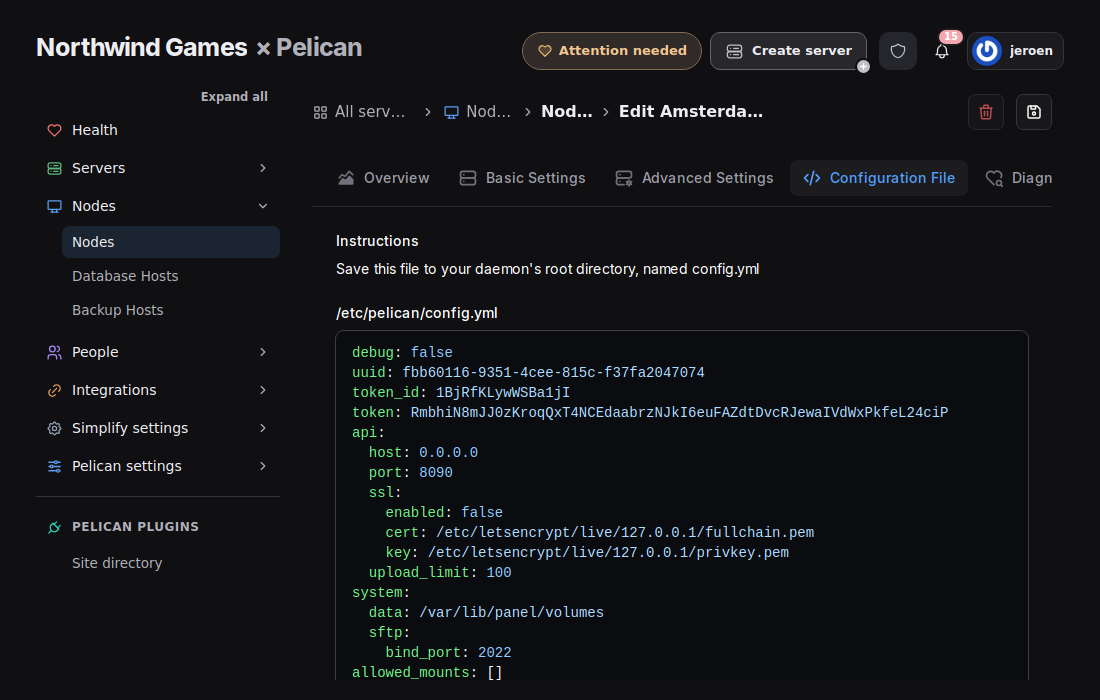 Northwind Games × Pelican
Attention needed
Create server
15
jeroen
Expand all
Health
Servers
Nodes
Nodes
Database Hosts
Backup Hosts
People
Integrations
Simplify settings
Pelican settings
PELICAN PLUGINS
Site directory
All serv... > Nod... > Nod... > Edit Amsterda...
Overview
Basic Settings
Advanced Settings
Configuration File
Diagn
Instructions
Save this file to your daemon's root directory, named config.yml
/etc/pelican/config.yml
debug: false
uuid: fbb60116-9351-4cee-815c-f37fa2047074
token_id: 1BjRfKLywWSBa1jI
token: RmbhiN8mJJ0zKroqQxT4NCEdaabrzNJkI6euFAZdtDvcRJewaIVdWxPkfeL24ciP
api:
  host: 0.0.0.0
  port: 8090
  ssl:
    enabled: false
    cert: /etc/letsencrypt/live/127.0.0.1/fullchain.pem
    key: /etc/letsencrypt/live/127.0.0.1/privkey.pem
  upload_limit: 100
system:
  data: /var/lib/panel/volumes
  sftp:
    bind_port: 2022
allowed_mounts: []